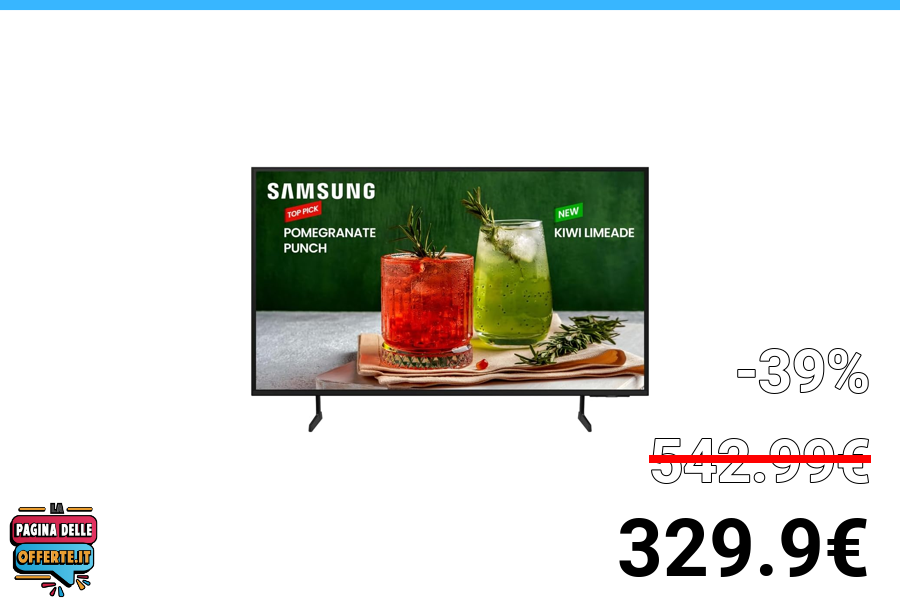 SAMSUNG
TOP PICK
POMEGRANATE
PUNCH
NEW
KIWI LIMEADE
-39%
542.99€
329.9€
LA
PAGINA DELLE
OFFERTE.IT